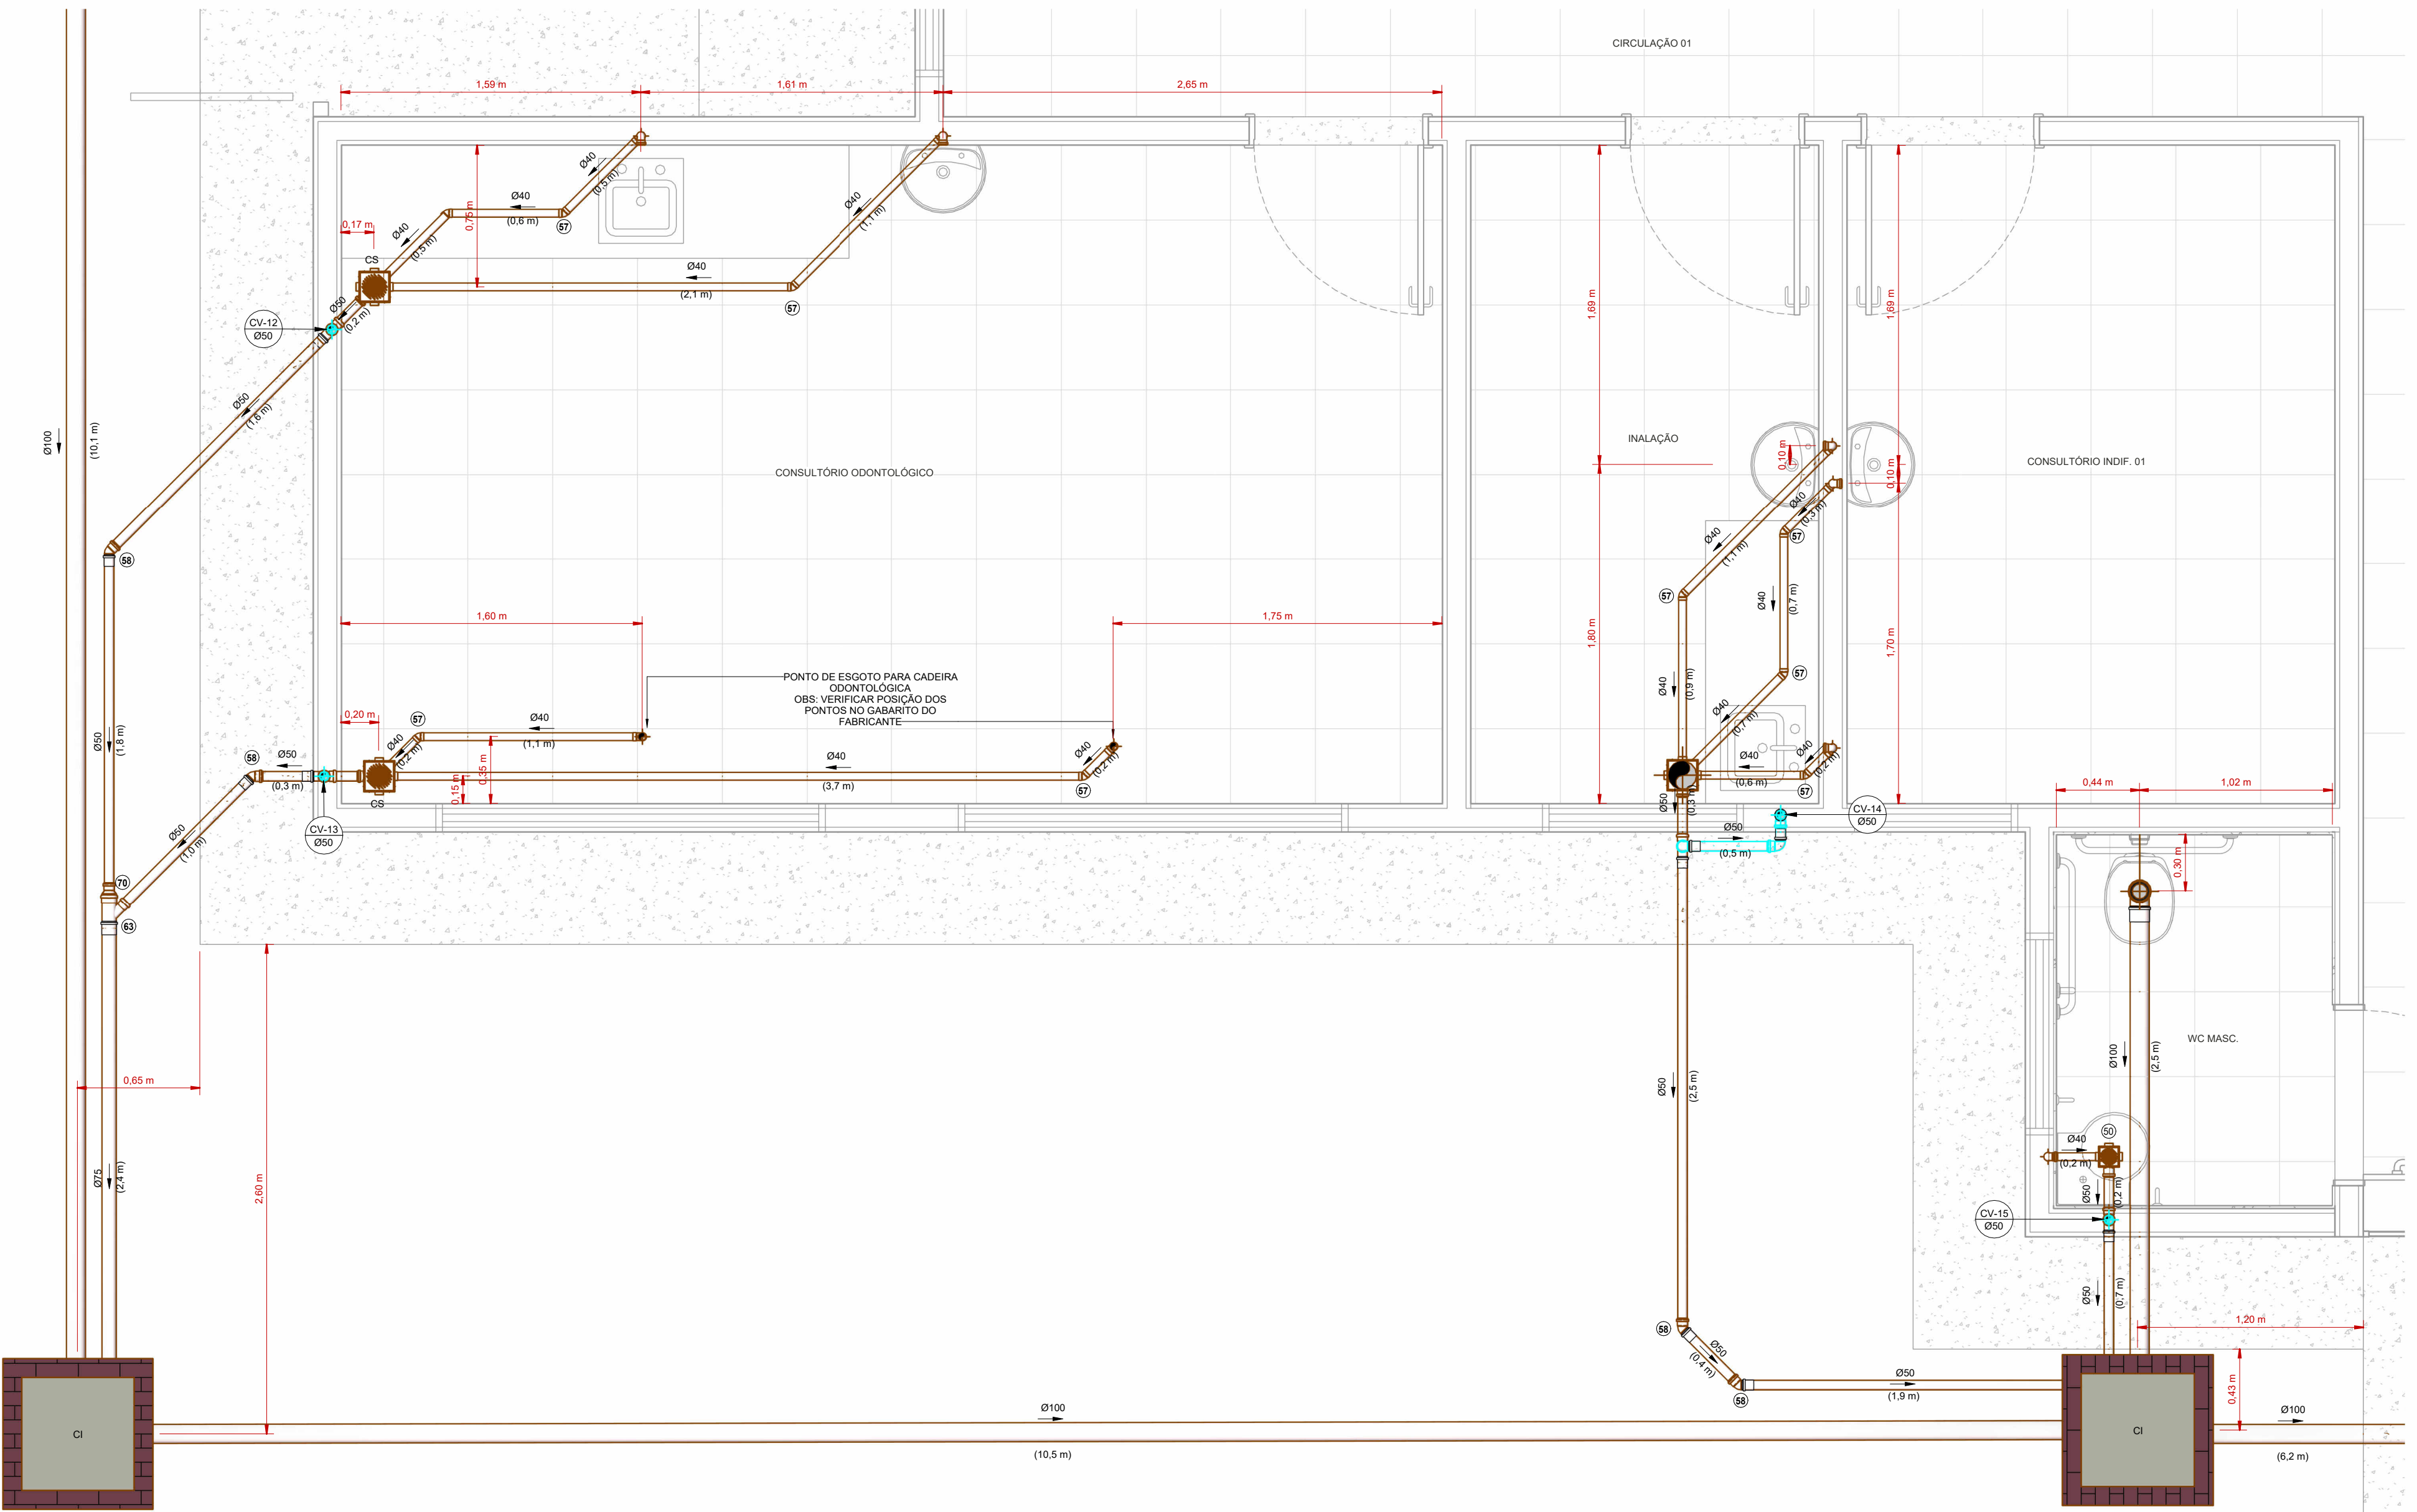 CIRCULAÇÃO 01
1,59 m
1,61 m
2,65 m
Ø40
(0,5 m)
Ø40
(0,6 m)
57
0,75 m
0,17 m
Ø40
(0,5 m)
CS
Ø40
(1,1 m)
Ø40
(2,1 m)
57
Ø50
(0,2 m)
CV-12
Ø50
Ø50
(1,6 m)
Ø100
(10,1 m)
58
Ø50
(1,8 m)
CONSULTÓRIO ODONTOLÓGICO
1,60 m
1,75 m
PONTO DE ESGOTO PARA CADEIRA
ODONTOLÓGICA
OBS: VERIFICAR POSIÇÃO DOS
PONTOS NO GABARITO DO
FABRICANTE
0,20 m
57
Ø40
(1,1 m)
Ø40
(0,2 m)
0,35 m
0,15 m
Ø40
(3,7 m)
Ø40
(0,2 m)
57
CS
58
Ø50
(0,3 m)
CV-13
Ø50
Ø50
(1,0 m)
70
63
Ø75
(2,4 m)
0,65 m
2,60 m
1,69 m
INALAÇÃO
0,10 m
1,69 m
0,10 m
CONSULTÓRIO INDIF. 01
Ø40
(0,3 m)
57
Ø40
(1,1 m)
57
Ø40
(0,7 m)
1,80 m
1,70 m
57
Ø40
(0,9 m)
Ø40
(0,7 m)
Ø40
(0,6 m)
Ø40
(0,2 m)
57
Ø50
(0,3 m)
Ø50
(0,5 m)
CV-14
Ø50
0,44 m
1,02 m
0,30 m
WC MASC.
Ø100
(2,5 m)
Ø50
(2,5 m)
50
Ø40
(0,2 m)
Ø50
(0,2 m)
CV-15
Ø50
Ø50
(0,7 m)
1,20 m
0,43 m
58
Ø50
(0,4 m)
58
Ø50
(1,9 m)
CI
Ø100
(10,5 m)
CI
Ø100
(6,2 m)